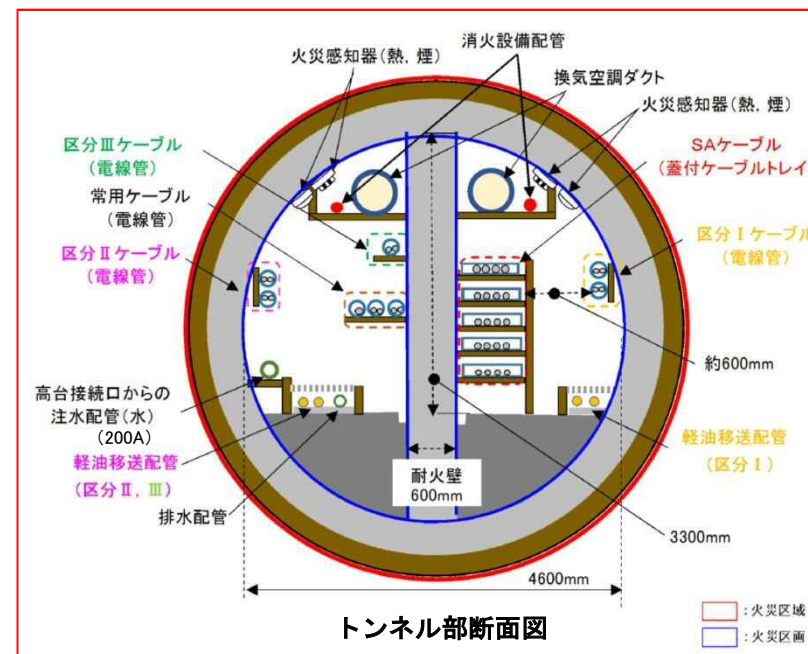 消火設備配管
火災感知器(熱, 煙)
換気空調ダクト
火災感知器(熱, 煙)
区分Ⅲケーブル
(電線管)
SAケーブル
(蓋付ケーブルトレイ
常用ケーブル
(電線管)
区分Ⅱケーブル
(電線管)
区分Ⅰケーブル
(電線管)
約600mm
高台接続口からの
注水配管(水)
(200A)
軽油移送配管
(区分Ⅱ, Ⅲ)
排水配管
軽油移送配管
(区分Ⅰ)
耐火壁
600mm
3300mm
4600mm
トンネル部断面図
:火災区域
:火災区画